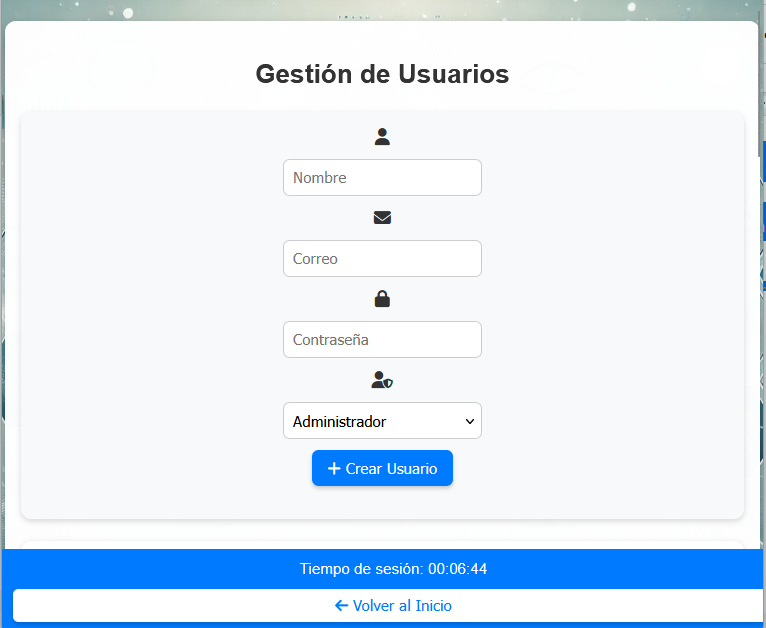 Gestión de Usuarios
Nombre
Correo
Contraseña
Administrador
Crear Usuario
Tiempo de sesión: 00:06:44
Volver al Inicio